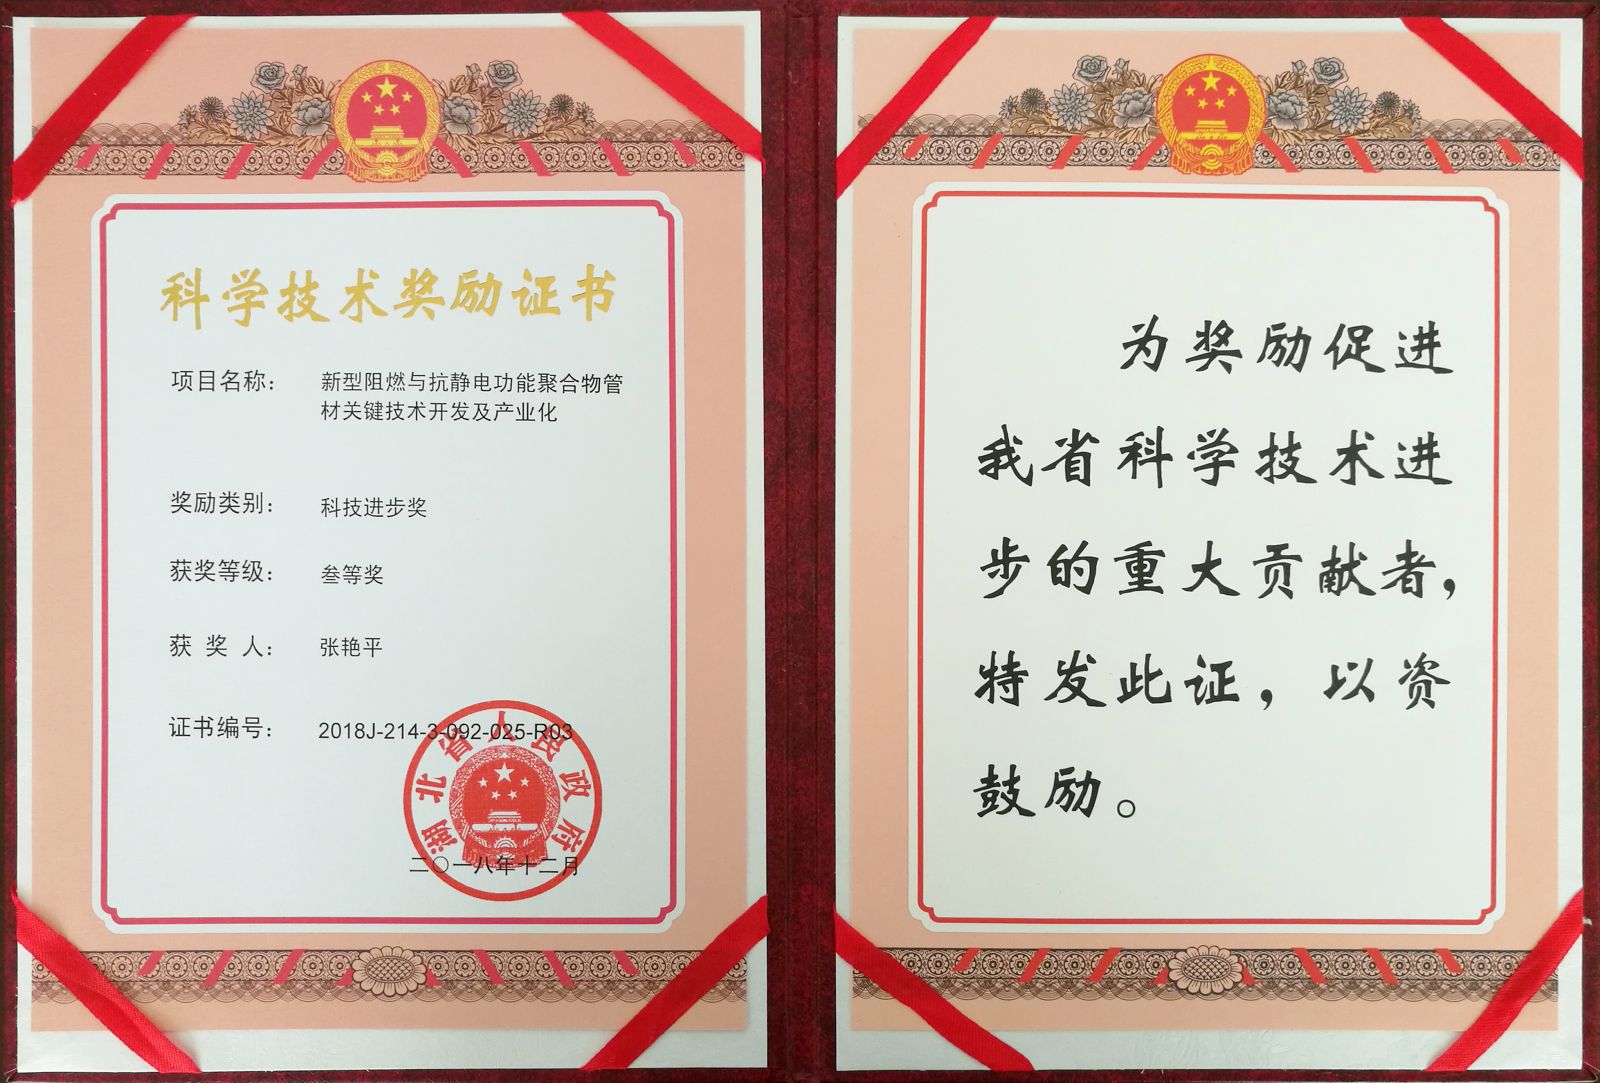 科学技术奖励证书
项目名称： 新型阻燃与抗静电功能聚合物管
材关键技术开发及产业化
奖励类别： 科技进步奖
获奖等级： 叁等奖
获 奖 人： 张艳平
证书编号： 2018J-214-3-092-025-R03
湖北省人民政府
二〇一八年十二月
为奖励促进
我省科学技术进
步的重大贡献者，
特发此证，以资
鼓励。